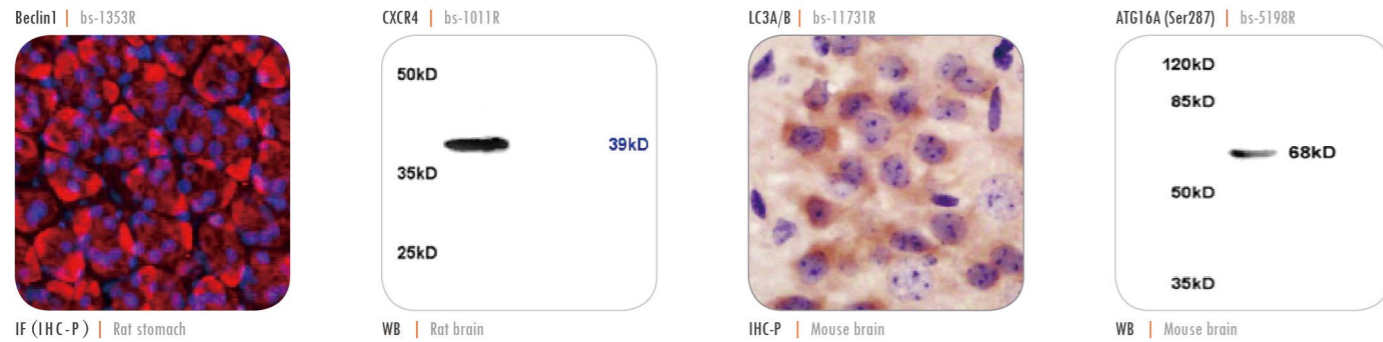 Beclin1 | bs-1353R
CXCR4 | bs-1011R
LC3A/B | bs-11731R
ATG16A (Ser287) | bs-5198R
50kD
39kD
35kD
25kD
120kD
85kD
68kD
50kD
35kD
IF (IHC-P) | Rat stomach
WB | Rat brain
IHC-P | Mouse brain
WB | Mouse brain